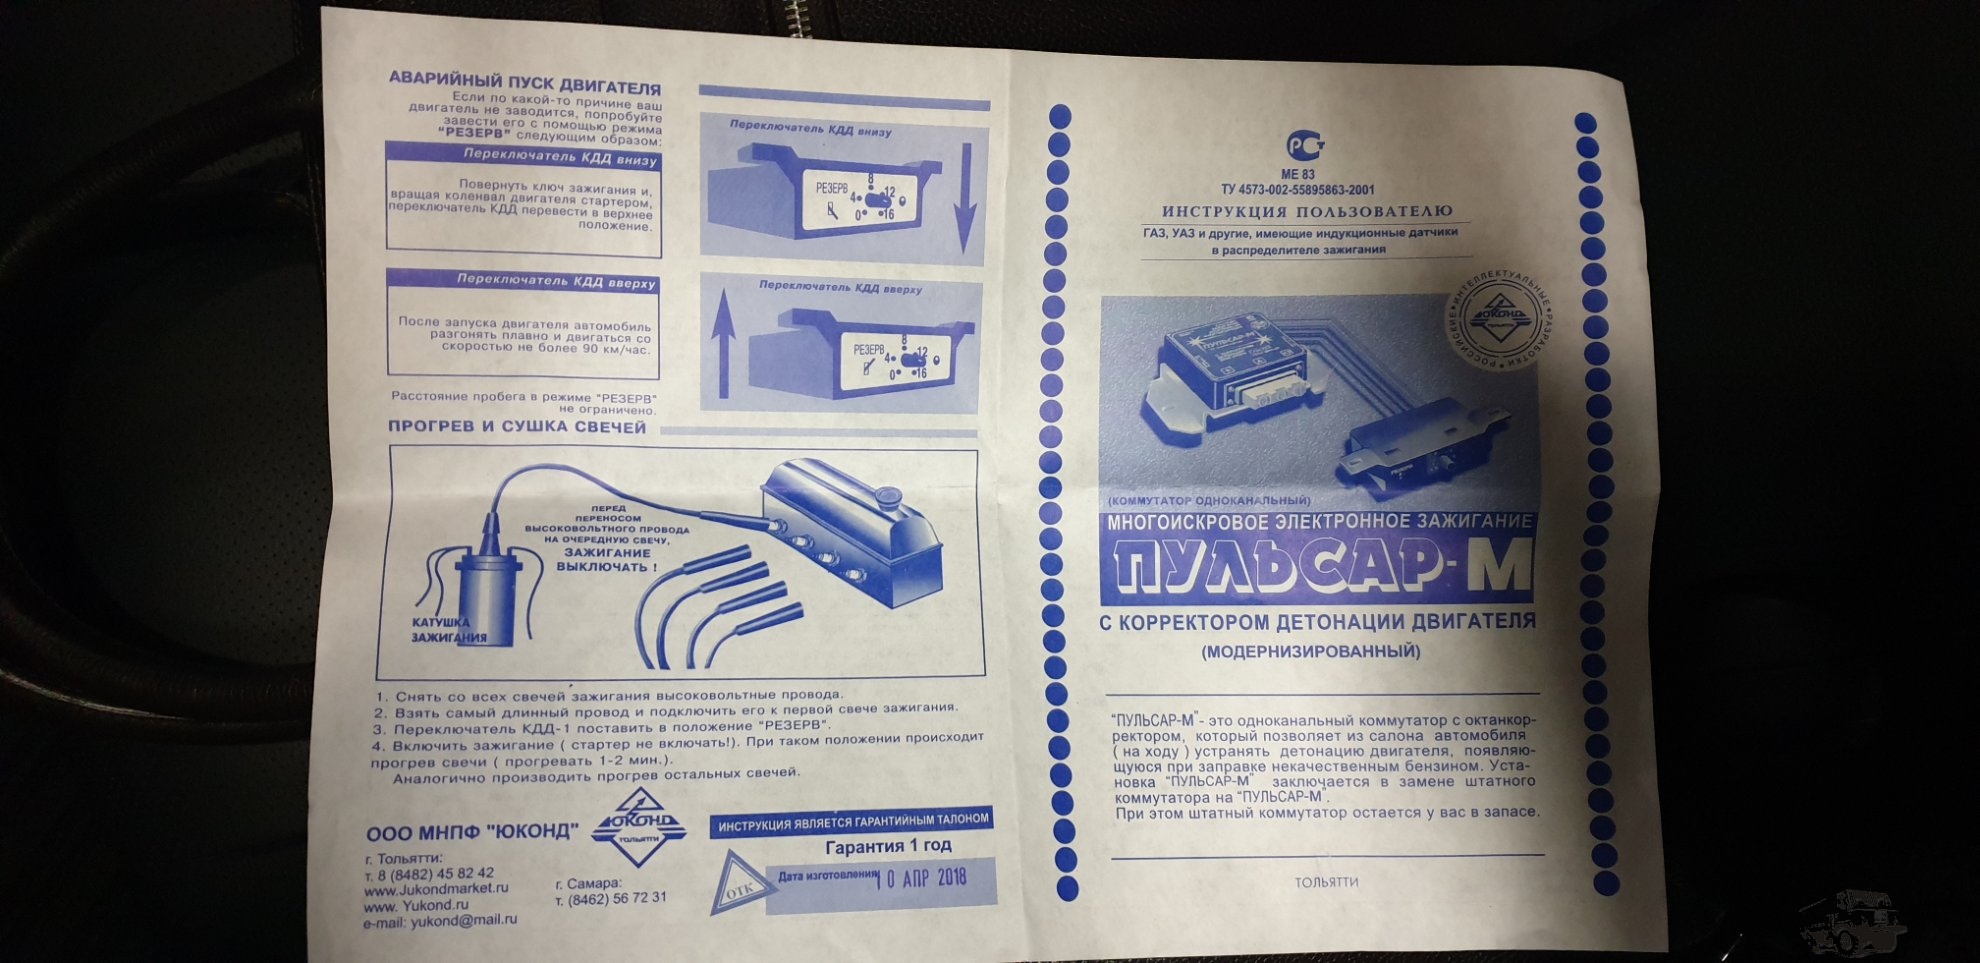 АВАРИЙНЫЙ ПУСК ДВИГАТЕЛЯ
Если по какой-то причине ваш
двигатель не заводится, попробуйте
завести его с помощью режима
"РЕЗЕРВ" следующим образом:
Переключатель КДД внизу
Повернуть ключ зажигания и,
вращая коленвал двигателя стартером,
переключатель КДД перевести в верхнее
положение.
Переключатель КДД вверху
После запуска двигателя автомобиль
разгонять плавно и двигаться со
скоростью не более 90 км/час.
Расстояние пробега в режиме "РЕЗЕРВ"
не ограничено.
Переключатель КДД внизу
РЕЗЕРВ
0
4
8
12
16
Переключатель КДД вверху
РЕЗЕРВ
0
4
8
12
16
ПРОГРЕВ И СУШКА СВЕЧЕЙ
ПЕРЕД
ПЕРЕНОСОМ
ВЫСОКОВОЛЬТНОГО ПРОВОДА
НА ОЧЕРЕДНУЮ СВЕЧУ,
ЗАЖИГАНИЕ
ВЫКЛЮЧАТЬ !
КАТУШКА
ЗАЖИГАНИЯ
1. Снять со всех свечей зажигания высоковольтные провода.
2. Взять самый длинный провод и подключить его к первой свече зажигания.
3. Переключатель КДД-1 поставить в положение "РЕЗЕРВ".
4. Включить зажигание ( стартер не включать!). При таком положении происходит
прогрев свечи ( прогревать 1-2 мин.).
Аналогично производить прогрев остальных свечей.
ООО МНПФ "ЮКОНД"
ЮКОНД
ТОЛЬЯТТИ
г. Тольятти:
т. 8 (8482) 45 82 42
www.Jukondmarket.ru
www. Yukond.ru
e-mail: yukond@mail.ru
г. Самара:
т. (8462) 56 72 31
ИНСТРУКЦИЯ ЯВЛЯЕТСЯ ГАРАНТИЙНЫМ ТАЛОНОМ
Гарантия 1 год
ОТК
Дата изготовления
10 АПР 2018
РСТ
МЕ 83
ТУ 4573-002-55895863-2001
ИНСТРУКЦИЯ ПОЛЬЗОВАТЕЛЮ
ГАЗ, УАЗ и другие, имеющие индукционные датчики
в распределителе зажигания
РОССИЙСКИЕ • ИНТЕЛЛЕКТУАЛЬНЫЕ • РАЗРАБОТКИ •
ЮКОНД
ТОЛЬЯТТИ
ПУЛЬСАР-М
РЕЗЕРВ
(КОММУТАТОР ОДНОКАНАЛЬНЫЙ)
МНОГОИСКРОВОЕ ЭЛЕКТРОННОЕ ЗАЖИГАНИЕ
ПУЛЬСАР-М
С КОРРЕКТОРОМ ДЕТОНАЦИИ ДВИГАТЕЛЯ
(МОДЕРНИЗИРОВАННЫЙ)
"ПУЛЬСАР-М" - это одноканальный коммутатор с октанкор-
ректором, который позволяет из салона автомобиля
( на ходу ) устранять детонацию двигателя, появляю-
щуюся при заправке некачественным бензином. Уста-
новка "ПУЛЬСАР-М" заключается в замене штатного
коммутатора на "ПУЛЬСАР-М".
При этом штатный коммутатор остается у вас в запасе.
ТОЛЬЯТТИ